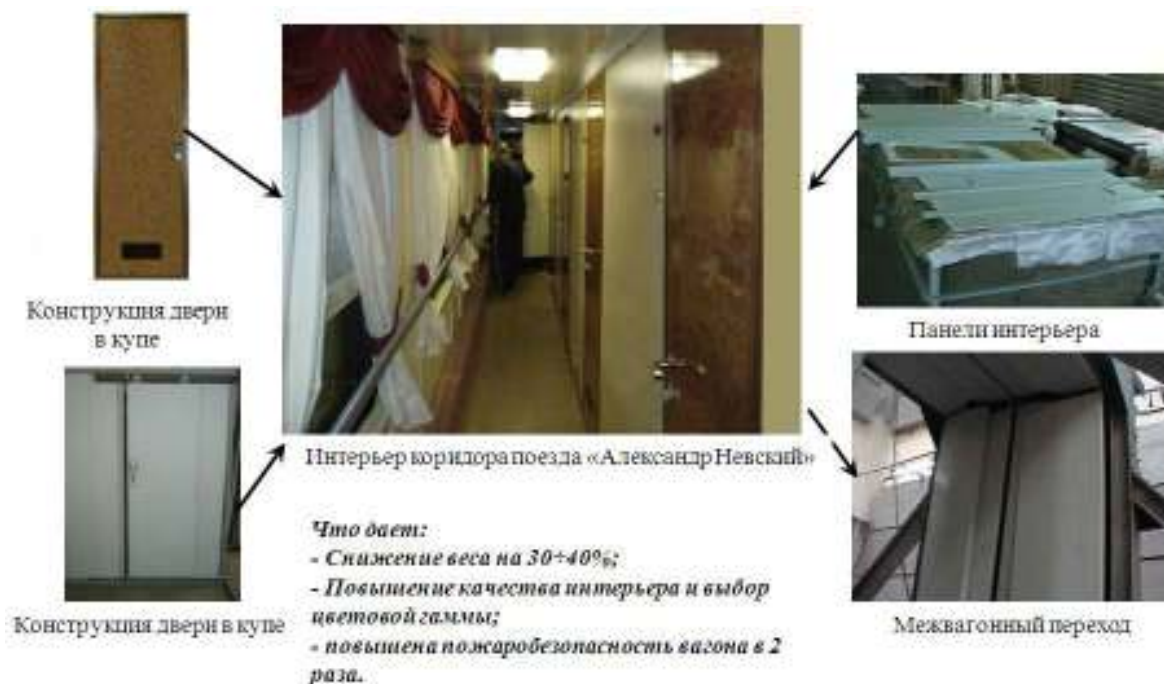 Конструкция двери
в купе
Панели интерьера
Интерьер коридора поезда «Александр Невский»
Конструкция двери в купе
Межвагонный переход
Что дает:
- Снижение веса на 30÷40%;
- Повышение качества интерьера и выбор
цветовой гаммы;
- повышена пожаробезопасность вагона в 2
раза.